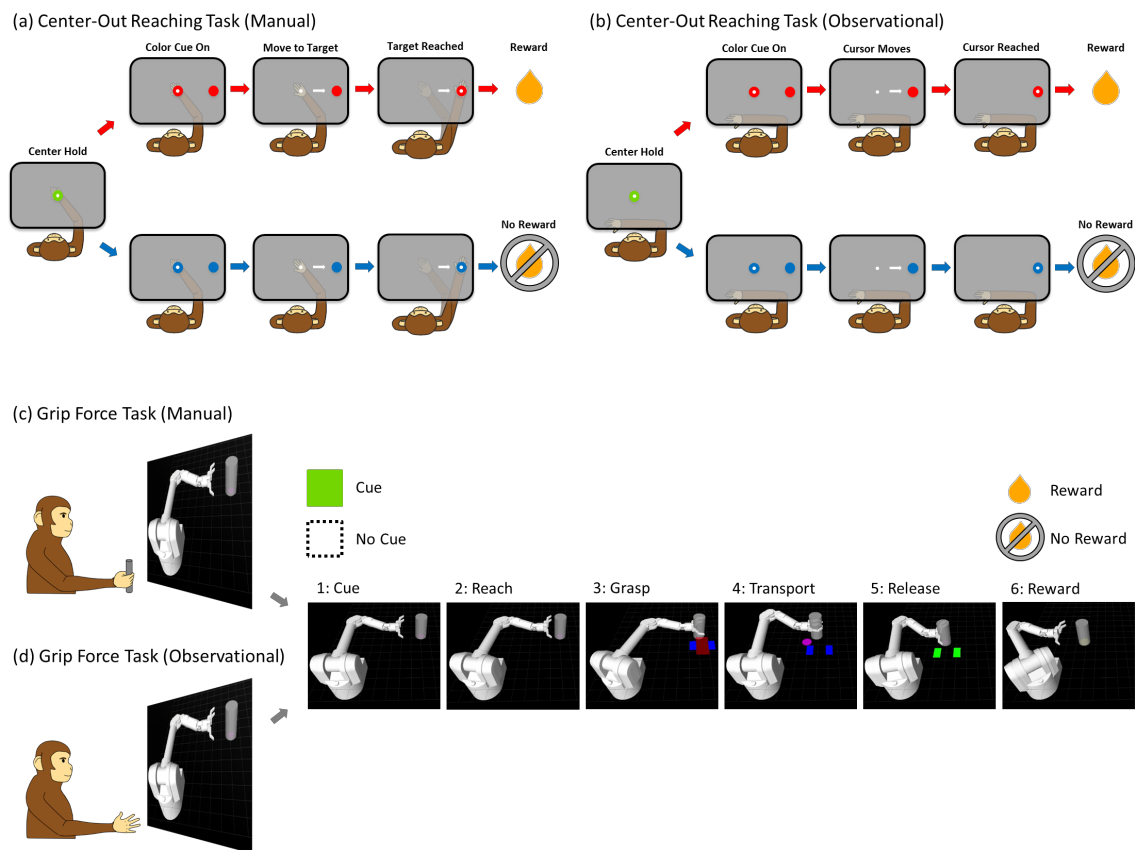 (a) Center-Out Reaching Task (Manual)
Color Cue On
Move to Target
Target Reached
Reward
Center Hold
No Reward
(b) Center-Out Reaching Task (Observational)
Color Cue On
Cursor Moves
Cursor Reached
Reward
Center Hold
No Reward
(c) Grip Force Task (Manual)
Cue
No Cue
Reward
No Reward
(d) Grip Force Task (Observational)
1: Cue
2: Reach
3: Grasp
4: Transport
5: Release
6: Reward